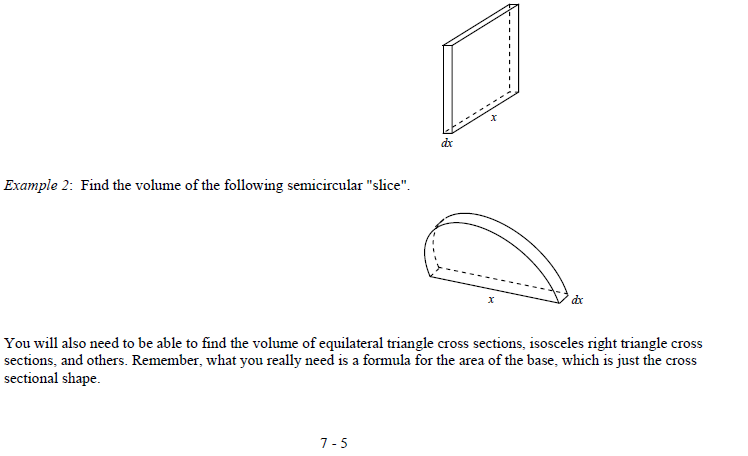 x
dx
Example 2:  Find the volume of the following semicircular "slice".
x
dx
You will also need to be able to find the volume of equilateral triangle cross sections, isosceles right triangle cross
sections, and others. Remember, what you really need is a formula for the area of the base, which is just the cross
sectional shape.
7 - 5